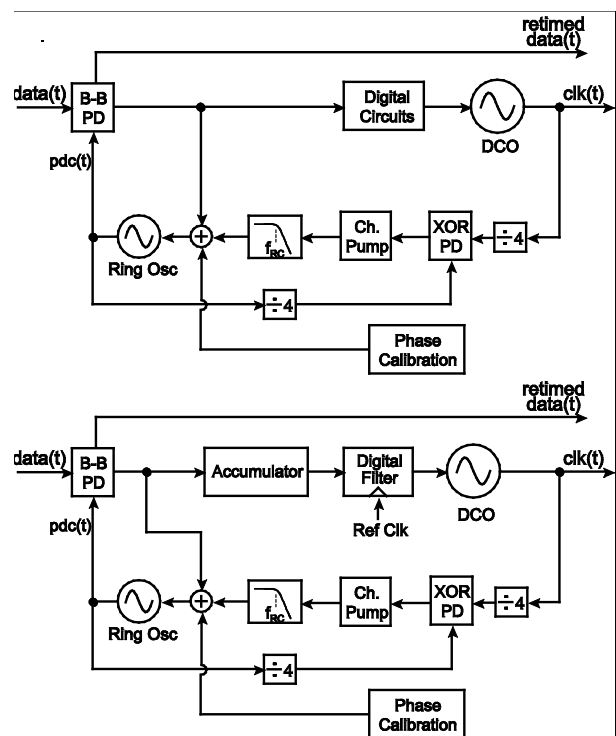 retimed
data(t)
data(t)
B-B
PD
Digital
Circuits
clk(t)
DCO
pdc(t)
Ring Osc
+
fRC
Ch.
Pump
XOR
PD
÷4
÷4
Phase
Calibration
retimed
data(t)
data(t)
B-B
PD
Accumulator
Digital
Filter
clk(t)
DCO
Ref Clk
pdc(t)
Ring Osc
+
fRC
Ch.
Pump
XOR
PD
÷4
÷4
Phase
Calibration